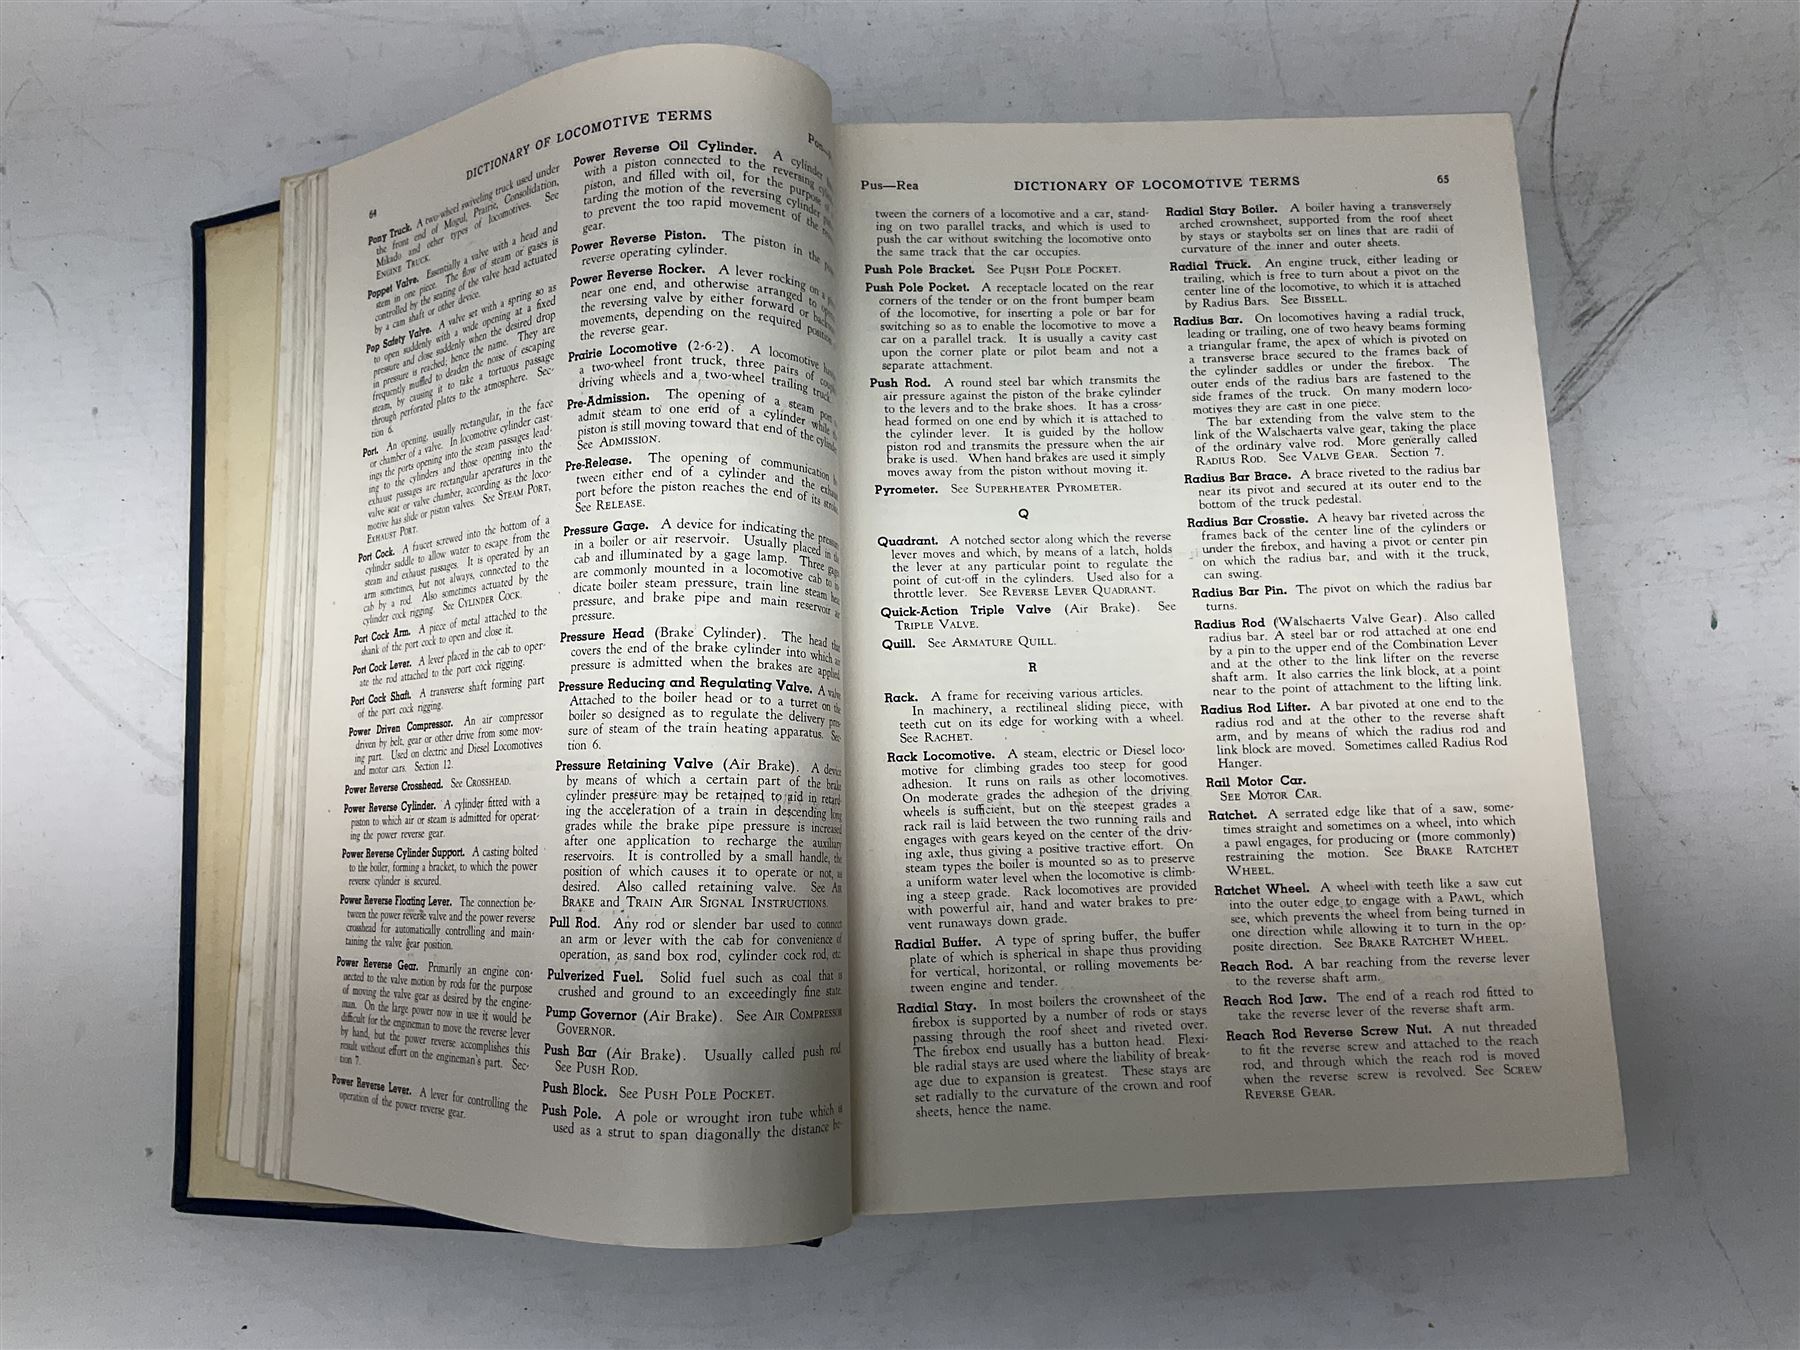 64
DICTIONARY OF LOCOMOTIVE TERMS
Pony Truck. A two-wheel swiveling truck used under
the front end of Mogul, Prairie, Consolidation,
Mikado and other types of locomotives. See
ENGINE TRUCK.
Poppet Valve. Essentially a valve with a head and
stem in one piece. The flow of steam or gases is
controlled by the seating of the valve head actuated
by a cam shaft or other device.
Pop Safety Valve. A valve set with a spring so as
to open suddenly with a wide opening at a fixed
pressure and close suddenly when the desired drop
in pressure is reached; hence the name. They are
frequently muffled to deaden the noise of escaping
steam, by causing it to take a tortuous passage
through perforated plates to the atmosphere. Sec-
tion 6.
Port. An opening, usually rectangular, in the face
or chamber of a valve. In locomotive cylinder cast-
ings the ports opening into the steam passages lead-
ing to the cylinders and those opening into the
exhaust passages are rectangular aperatures in the
valve seat or valve chamber, according as the loco-
motive has slide or piston valves. See STEAM PORT,
EXHAUST PORT.
Port Cock. A faucet screwed into the bottom of a
cylinder saddle to allow water to escape from the
steam and exhaust passages. It is operated by an
arm sometimes, but not always, connected to the
cab by a rod. Also sometimes actuated by the
cylinder cock rigging. See CYLINDER COCK.
Port Cock Arm. A piece of metal attached to the
shank of the port cock to open and close it.
Port Cock Lever. A lever placed in the cab to oper-
ate the rod attached to the port cock rigging.
Port Cock Shaft. A transverse shaft forming part
of the port cock rigging.
Power Driven Compressor. An air compressor
driven by belt, gear or other drive from some mov-
ing part. Used on electric and Diesel Locomotives
and motor cars. Section 12.
Power Reverse Crosshead. See CROSSHEAD.
Power Reverse Cylinder. A cylinder fitted with a
piston to which air or steam is admitted for operat-
ing the power reverse gear.
Power Reverse Cylinder Support. A casting bolted
to the boiler, forming a bracket, to which the power
reverse cylinder is secured.
Power Reverse Floating Lever. The connection be-
tween the power reverse valve and the power reverse
crosshead for automatically controlling and main-
taining the valve gear position.
Power Reverse Gear. Primarily an engine con-
nected to the valve motion by rods for the purpose
of moving the valve gear as desired by the engine-
man. On the large power now in use it would be
difficult for the engineman to move the reverse lever
by hand, but the power reverse accomplishes this
result without effort on the engineman's part. Sec-
tion 7.
Power Reverse Lever. A lever for controlling the
operation of the power reverse gear.
Power Reverse Oil Cylinder. A cylinder
with a piston connected to the reversing
piston, and filled with oil, for the purpose of
tarding the motion of the reversing cylinder
to prevent the too rapid movement of the
gear.
Power Reverse Piston. The piston in the
reverse operating cylinder.
Power Reverse Rocker. A lever rocking on a
near one end, and otherwise arranged to
the reversing valve by either forward or
movements, depending on the required
the reverse gear.
Prairie Locomotive (2-6-2). A locomotive
a two-wheel front truck, three pairs of
driving wheels and a two-wheel trailing truck.
Pre-Admission. The opening of a steam
admit steam to one end of a cylinder while
piston is still moving toward that end of the
See ADMISSION.
Pre-Release. The opening of communication
tween either end of a cylinder and the
port before the piston reaches the end of its
See RELEASE.
Pressure Gage. A device for indicating the
in a boiler or air reservoir. Usually placed in
cab and illuminated by a gage lamp. Three
are commonly mounted in a locomotive cab to
dicate boiler steam pressure, train line steam
pressure, and brake pipe and main reservoir
pressure.
Pressure Head (Brake Cylinder). The head that
covers the end of the brake cylinder into which air
pressure is admitted when the brakes are applied.
Pressure Reducing and Regulating Valve. A valve
Attached to the boiler head or to a turret on the
boiler so designed as to regulate the delivery pres-
sure of steam of the train heating apparatus. Sec-
tion 6.
Pressure Retaining Valve (Air Brake). A device
by means of which a certain part of the brake
cylinder pressure may be retained to aid in retard-
ing the acceleration of a train in descending long
grades while the brake pipe pressure is increased
after one application to recharge the auxiliary
reservoirs. It is controlled by a small handle, the
position of which causes it to operate or not, as
desired. Also called retaining valve. See AIR
BRAKE and TRAIN AIR SIGNAL INSTRUCTIONS.
Pull Rod. Any rod or slender bar used to connect
an arm or lever with the cab for convenience of
operation, as sand box rod, cylinder cock rod, etc.
Pulverized Fuel. Solid fuel such as coal that is
crushed and ground to an exceedingly fine state.
Pump Governor (Air Brake). See AIR COMPRESSOR
GOVERNOR.
Push Bar (Air Brake). Usually called push rod.
See PUSH ROD.
Push Block. See PUSH POLE POCKET.
Push Pole. A pole or wrought iron tube which is
used as a strut to span diagonally the distance be-
Pus—Rea
DICTIONARY OF LOCOMOTIVE TERMS
65
tween the corners of a locomotive and a car, stand-
ing on two parallel tracks, and which is used to
push the car without switching the locomotive onto
the same track that the car occupies.
Push Pole Bracket. See PUSH POLE POCKET.
Push Pole Pocket. A receptacle located on the rear
corners of the tender or on the front bumper beam
of the locomotive, for inserting a pole or bar for
switching so as to enable the locomotive to move a
car on a parallel track. It is usually a cavity cast
upon the corner plate or pilot beam and not a
separate attachment.
Push Rod. A round steel bar which transmits the
air pressure against the piston of the brake cylinder
to the levers and to the brake shoes. It has a cross-
head formed on one end by which it is attached to
the cylinder lever. It is guided by the hollow
piston rod and transmits the pressure when the air
brake is used. When hand brakes are used it simply
moves away from the piston without moving it.
Pyrometer. See SUPERHEATER PYROMETER.
Q
Quadrant. A notched sector along which the reverse
lever moves and which, by means of a latch, holds
the lever at any particular point to regulate the
point of cut-off in the cylinders. Used also for a
throttle lever. See REVERSE LEVER QUADRANT.
Quick-Action Triple Valve (Air Brake). See
TRIPLE VALVE.
Quill. See ARMATURE QUILL.
R
Rack. A frame for receiving various articles.
In machinery, a rectilineal sliding piece, with
teeth cut on its edge for working with a wheel.
See RACHET.
Rack Locomotive. A steam, electric or Diesel loco-
motive for climbing grades too steep for good
adhesion. It runs on rails as other locomotives.
On moderate grades the adhesion of the driving
wheels is sufficient, but on the steepest grades a
rack rail is laid between the two running rails and
engages with gears keyed on the center of the driv-
ing axle, thus giving a positive tractive effort. On
steam types the boiler is mounted so as to preserve
a uniform water level when the locomotive is climb-
ing a steep grade. Rack locomotives are provided
with powerful air, hand and water brakes to pre-
vent runaways down grade.
Radial Buffer. A type of spring buffer, the buffer
plate of which is spherical in shape thus providing
for vertical, horizontal, or rolling movements be-
tween engine and tender.
Radial Stay. In most boilers the crownsheet of the
firebox is supported by a number of rods or stays
passing through the roof sheet and riveted over.
The firebox end usually has a button head. Flexi-
ble radial stays are used where the liability of break-
age due to expansion is greatest. These stays are
set radially to the curvature of the crown and roof
sheets, hence the name.
Radial Stay Boiler. A boiler having a transversely
arched crownsheet, supported from the roof sheet
by stays or staybolts set on lines that are radii of
curvature of the inner and outer sheets.
Radial Truck. An engine truck, either leading or
trailing, which is free to turn about a pivot on the
center line of the locomotive, to which it is attached
by Radius Bars. See BISSELL.
Radius Bar. On locomotives having a radial truck,
leading or trailing, one of two heavy beams forming
a triangular frame, the apex of which is pivoted on
a transverse brace secured to the frames back of
the cylinder saddles or under the firebox. The
outer ends of the radius bars are fastened to the
side frames of the truck. On many modern loco-
motives they are cast in one piece.
The bar extending from the valve stem to the
link of the Walschaerts valve gear, taking the place
of the ordinary valve rod. More generally called
RADIUS ROD. See VALVE GEAR. Section 7.
Radius Bar Brace. A brace riveted to the radius bar
near its pivot and secured at its outer end to the
bottom of the truck pedestal.
Radius Bar Crosstie. A heavy bar riveted across the
frames back of the center line of the cylinders or
under the firebox, and having a pivot or center pin
on which the radius bar, and with it the truck,
can swing.
Radius Bar Pin. The pivot on which the radius bar
turns.
Radius Rod (Walschaerts Valve Gear). Also called
radius bar. A steel bar or rod attached at one end
by a pin to the upper end of the Combination Lever
and at the other to the link lifter on the reverse
shaft arm. It also carries the link block, at a point
near to the point of attachment to the lifting link.
Radius Rod Lifter. A bar pivoted at one end to the
radius rod and at the other to the reverse shaft
arm, and by means of which the radius rod and
link block are moved. Sometimes called Radius Rod
Hanger.
Rail Motor Car.
SEE MOTOR CAR.
Ratchet. A serrated edge like that of a saw, some-
times straight and sometimes on a wheel, into which
a pawl engages, for producing or (more commonly)
restraining the motion. See BRAKE RATCHET
WHEEL.
Ratchet Wheel. A wheel with teeth like a saw cut
into the outer edge to engage with a PAWL, which
see, which prevents the wheel from being turned in
one direction while allowing it to turn in the op-
posite direction. See BRAKE RATCHET WHEEL.
Reach Rod. A bar reaching from the reverse lever
to the reverse shaft arm.
Reach Rod Jaw. The end of a reach rod fitted to
take the reverse lever of the reverse shaft arm.
Reach Rod Reverse Screw Nut. A nut threaded
to fit the reverse screw and attached to the reach
rod, and through which the reach rod is moved
when the reverse screw is revolved. See SCREW
REVERSE GEAR.